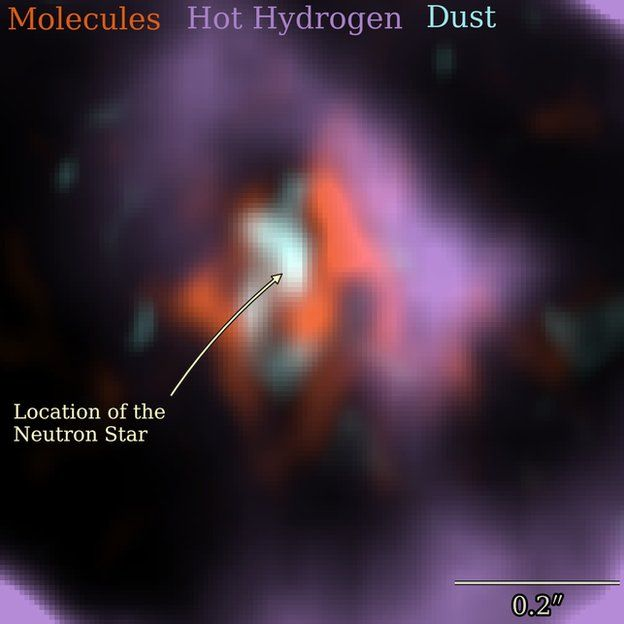 Molecules Hot Hydrogen Dust
Location of the
Neutron Star
0.2″